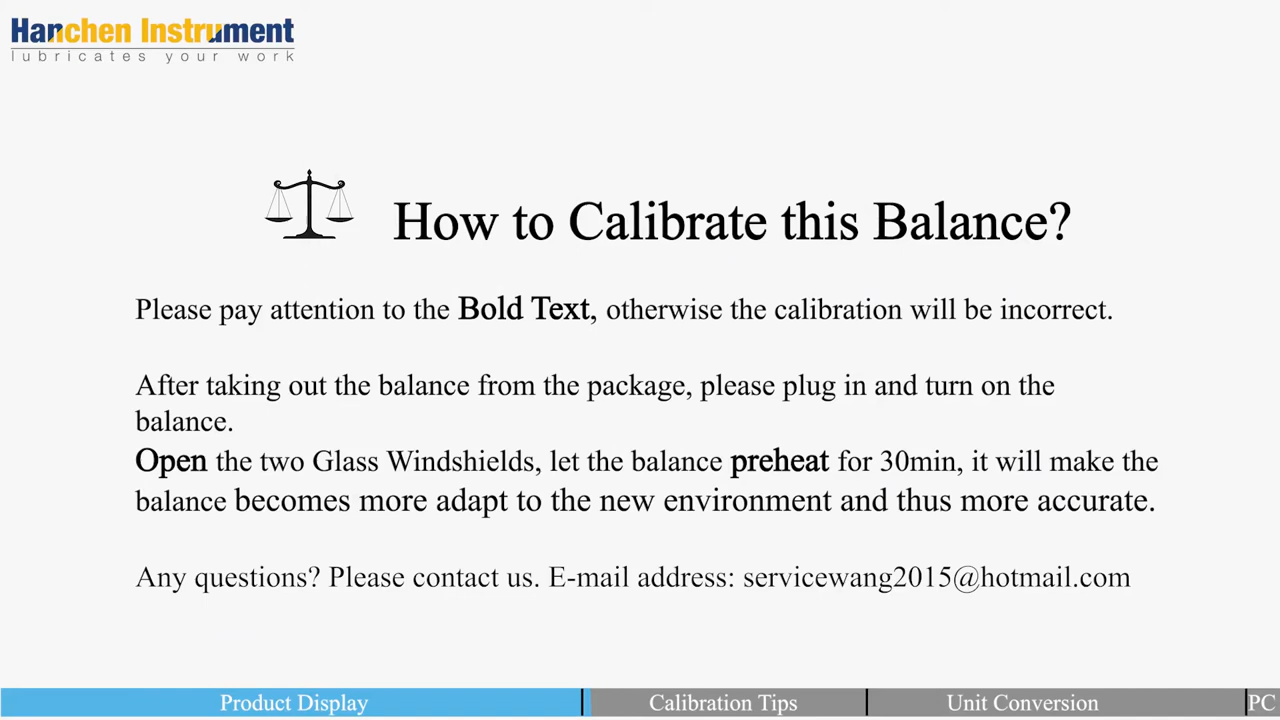 Hanchen Instrument
lubricates your work
How to Calibrate this Balance?
Please pay attention to the Bold Text, otherwise the calibration will be incorrect.
After taking out the balance from the package, please plug in and turn on the
balance.
Open the two Glass Windshields, let the balance preheat for 30min, it will make the
balance becomes more adapt to the new environment and thus more accurate.
Any questions? Please contact us. E-mail address: servicewang2015@hotmail.com
Product Display
Calibration Tips
Unit Conversion
PC